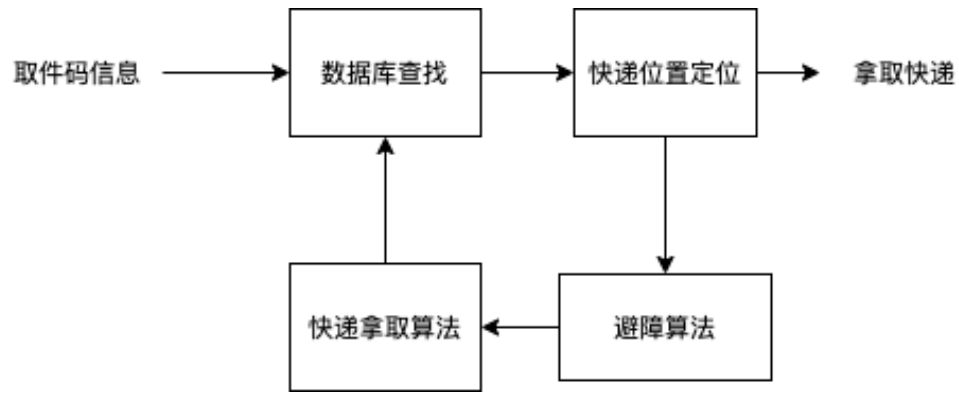 取件码信息
数据库查找
快递位置定位
拿取快递
快递拿取算法
避障算法